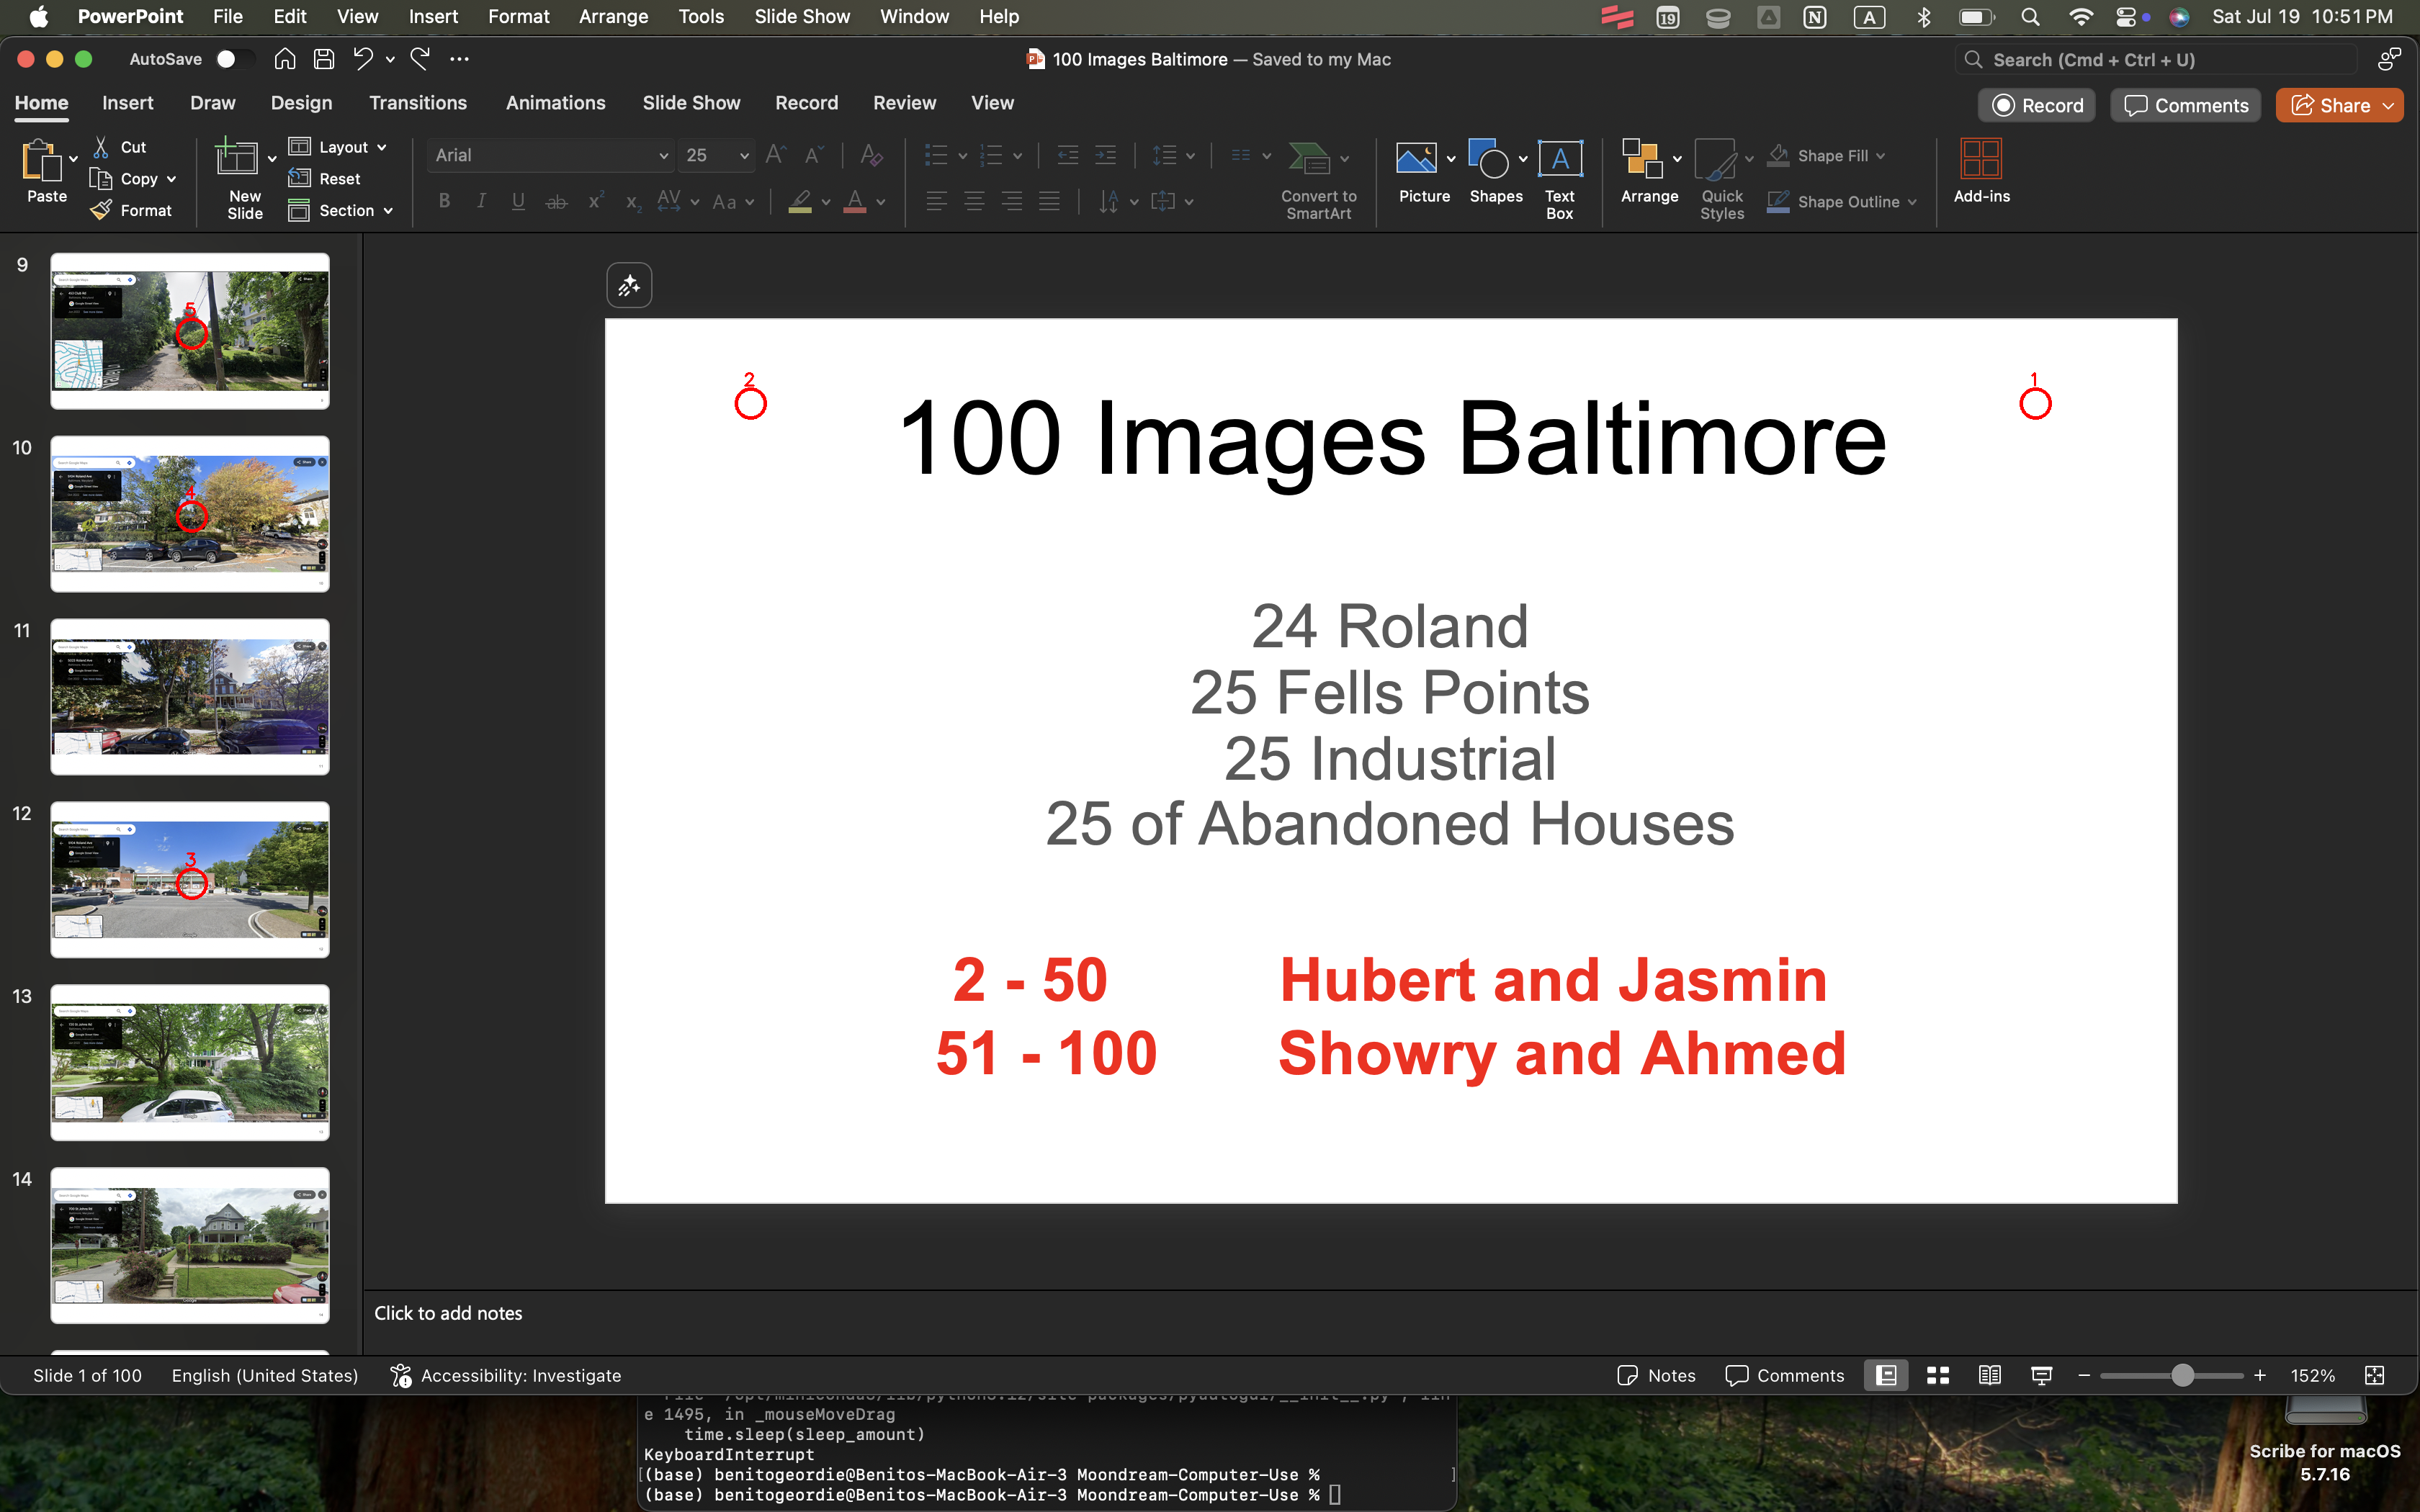 PowerPoint File Edit View Insert Format Arrange Tools Slide Show Window Help
19 N A Sat Jul 19 10:51 PM
AutoSave
100 Images Baltimore — Saved to my Mac
Search (Cmd + Ctrl + U)
Home Insert Draw Design Transitions Animations Slide Show Record Review View
Record Comments Share
Paste Cut Copy Format
New Slide Layout Reset Section
Arial 25
Convert to SmartArt
Picture Shapes Text Box
Arrange Quick Styles Shape Fill Shape Outline
Add-ins
9
5
10
4
11
12
3
13
14
2
1
100 Images Baltimore
24 Roland
25 Fells Points
25 Industrial
25 of Abandoned Houses
2 - 50 Hubert and Jasmin
51 - 100 Showry and Ahmed
Click to add notes
Slide 1 of 100 English (United States) Accessibility: Investigate
Notes Comments 152%
e 1495, in _mouseMoveDrag
time.sleep(sleep_amount)
KeyboardInterrupt
[(base) benitogeordie@Benitos-MacBook-Air-3 Moondream-Computer-Use % ]
(base) benitogeordie@Benitos-MacBook-Air-3 Moondream-Computer-Use %
Scribe for macOS
5.7.16